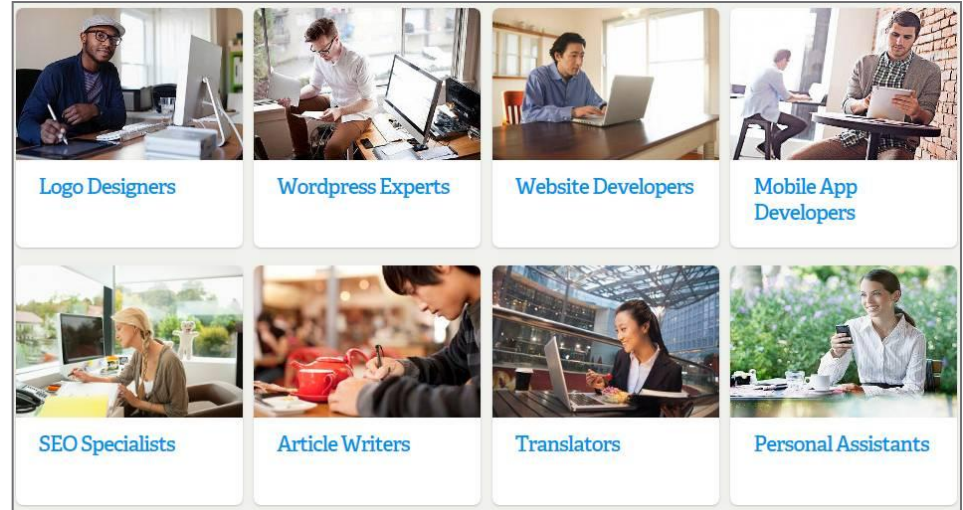 Logo Designers
Wordpress Experts
Website Developers
Mobile App
Developers
SEO Specialists
Article Writers
Translators
Personal Assistants